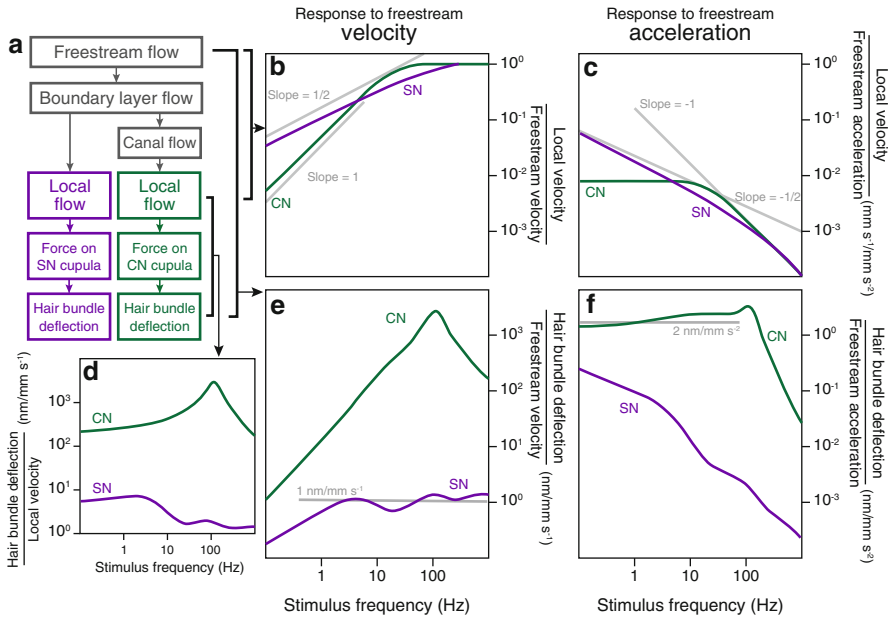 Response to freestream
velocity
Response to freestream
acceleration
a
Freestream flow
Boundary layer flow
Canal flow
Local
flow
Local
flow
Force on
SN cupula
Force on
CN cupula
Hair bundle
deflection
Hair bundle
deflection
b
Slope = 1/2
SN
Slope = 1
CN
10⁰
10⁻¹
10⁻²
10⁻³
Local velocity
Freestream velocity
c
Slope = -1
CN
SN
Slope = -1/2
10⁰
10⁻¹
10⁻²
10⁻³
Local velocity
Freestream acceleration
(mm s⁻¹/mm s⁻²)
d
CN
SN
10³
10²
10¹
10⁰
Hair bundle deflection
Local velocity
(nm/mm s⁻¹)
1
10
100
Stimulus frequency
(Hz)
e
CN
1 nm/mm s⁻¹
SN
10³
10²
10¹
10⁰
Hair bundle deflection
Freestream velocity
(nm/mm s⁻¹)
1
10
100
Stimulus frequency (Hz)
f
2 nm/mm s⁻²
CN
SN
10⁰
10⁻¹
10⁻²
10⁻³
Hair bundle deflection
Freestream acceleration
(nm/mm s⁻²)
1
10
100
Stimulus frequency (Hz)